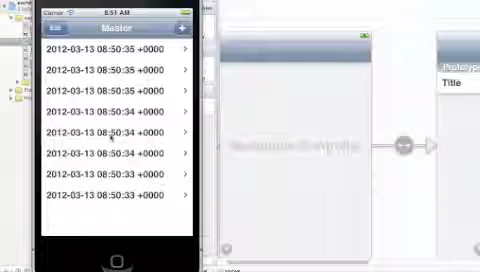 Carrier
8:51 AM
Edit
Master
+
2012-03-13 08:50:35 +0000
2012-03-13 08:50:35 +0000
2012-03-13 08:50:35 +0000
2012-03-13 08:50:34 +0000
2012-03-13 08:50:34 +0000
2012-03-13 08:50:34 +0000
2012-03-13 08:50:33 +0000
2012-03-13 08:50:33 +0000
Navigation Controller
Prototype
Title